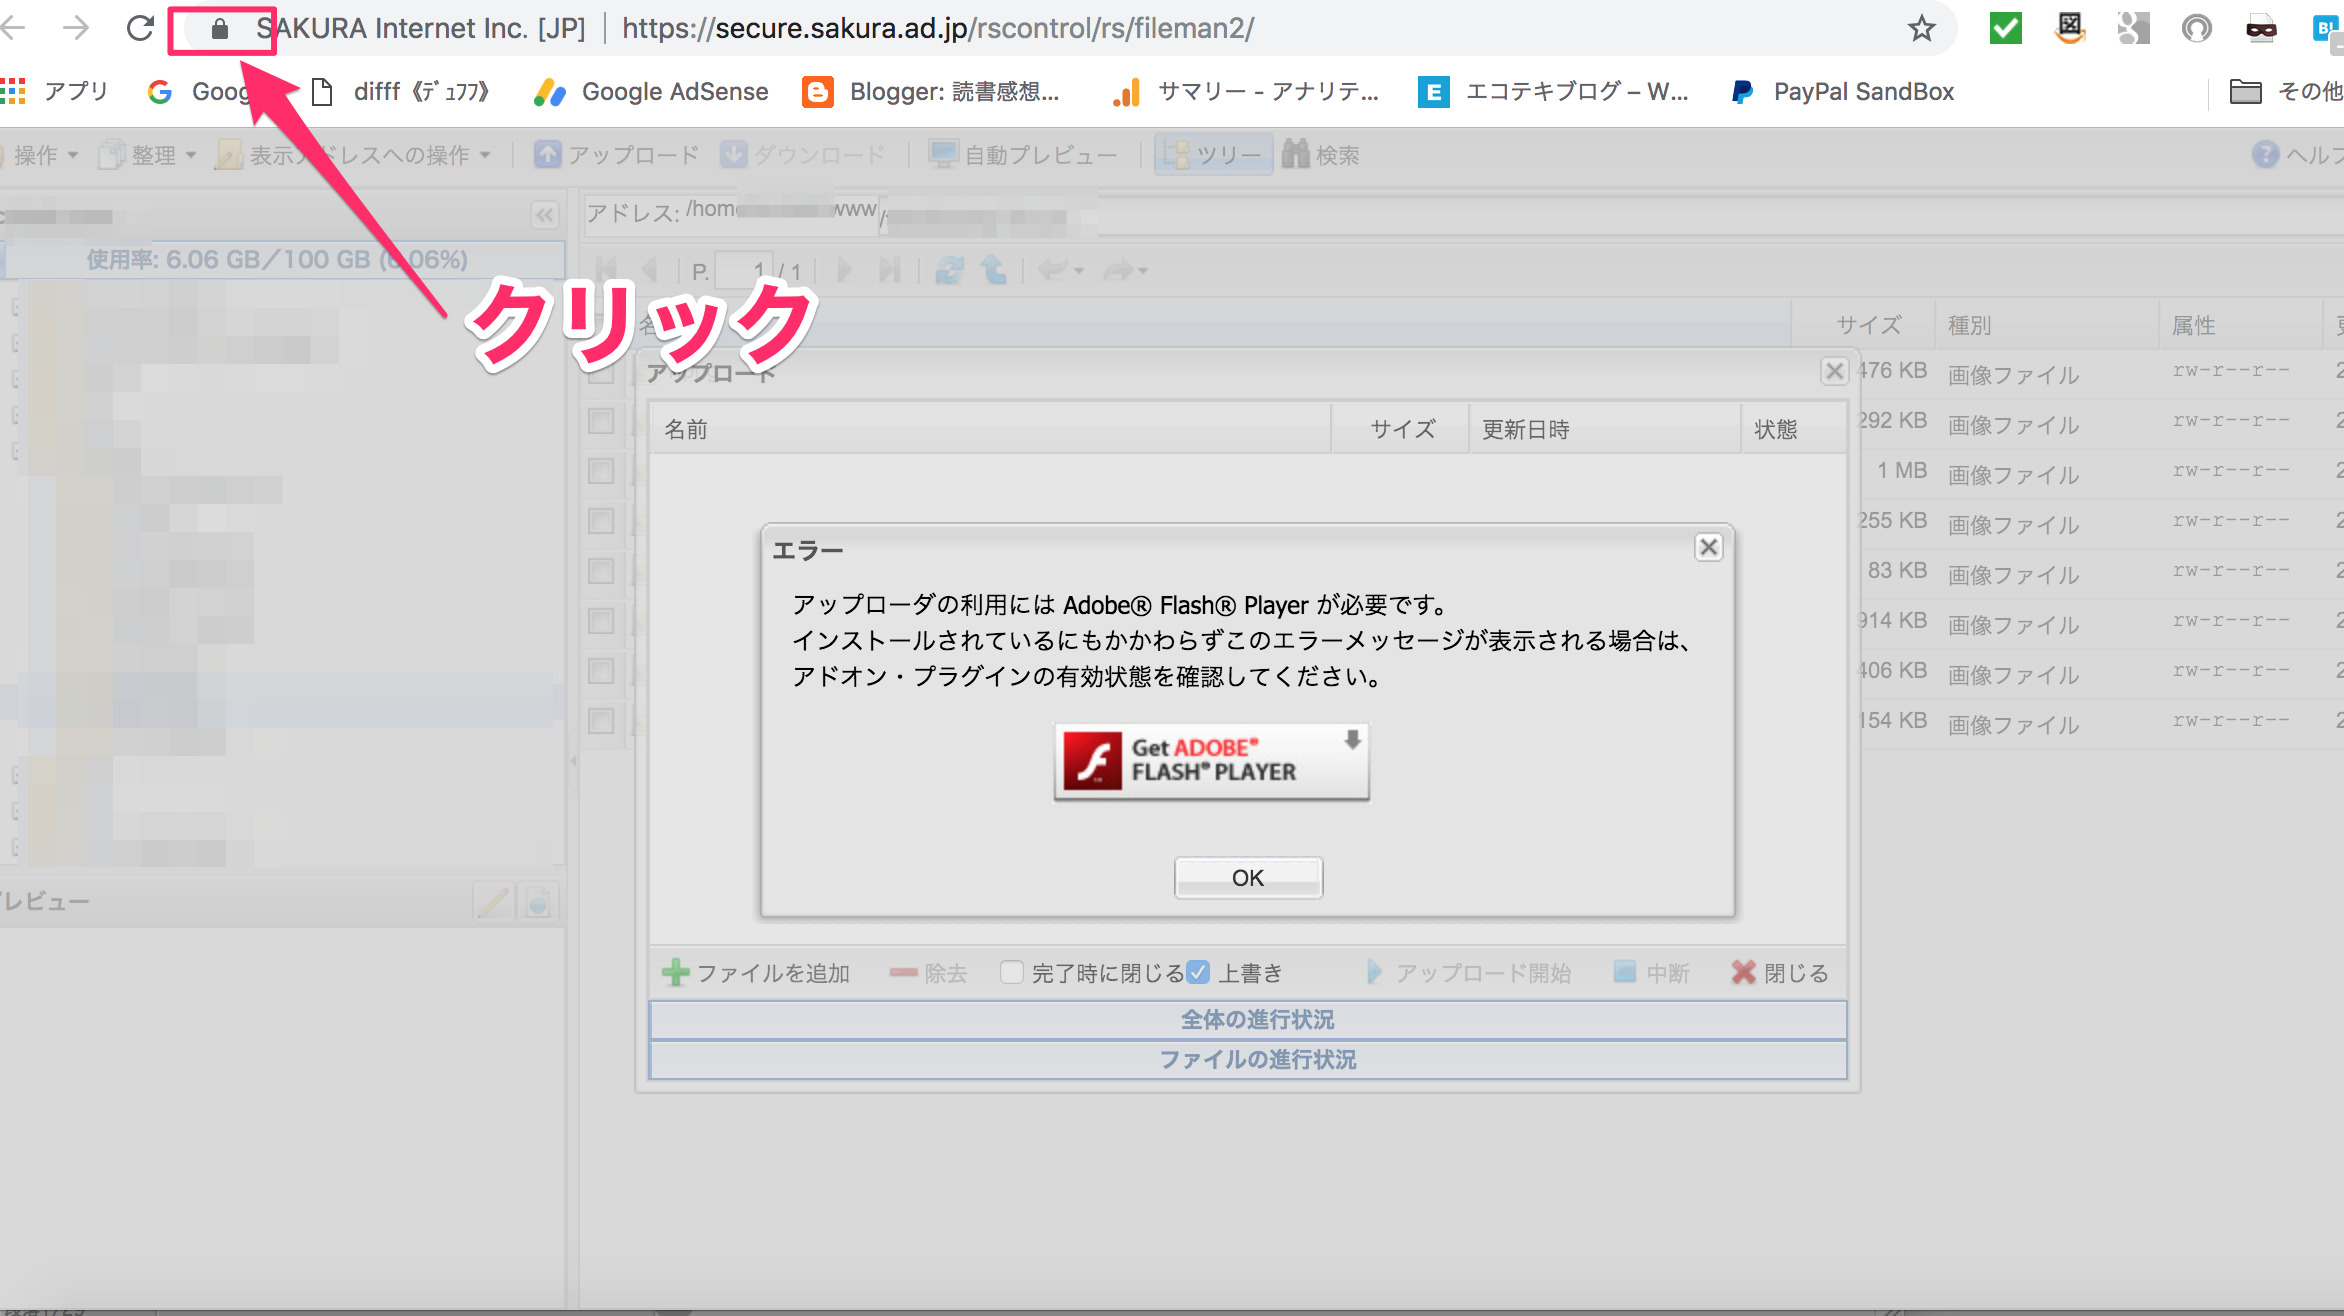 SAKURA Internet Inc. [JP] | https://secure.sakura.ad.jp/rscontrol/rs/fileman2/
アプリ Goog difff《ﾃﾞｭﾌﾌ》 Google AdSense Blogger: 読書感想... サマリー - アナリテ... エコテキブログ – W... PayPal SandBox その他
操作 整理 表示アドレスへの操作 アップロード ダウンロード 自動プレビュー ツリー 検索 ヘルプ
アドレス: /home www/
使用率: 6.06 GB／100 GB (6.06%)
P. 1 / 1
クリック
サイズ 種別 属性
476 KB 画像ファイル rw-r--r--
292 KB 画像ファイル rw-r--r--
1 MB 画像ファイル rw-r--r--
255 KB 画像ファイル rw-r--r--
83 KB 画像ファイル rw-r--r--
914 KB 画像ファイル rw-r--r--
406 KB 画像ファイル rw-r--r--
154 KB 画像ファイル rw-r--r--
アップロード
名前 サイズ 更新日時 状態
エラー
アップローダの利用には Adobe® Flash® Player が必要です。
インストールされているにもかかわらずこのエラーメッセージが表示される場合は、
アドオン・プラグインの有効状態を確認してください。
Get ADOBE®
FLASH® PLAYER
OK
プレビュー
ファイルを追加 除去 完了時に閉じる 上書き アップロード開始 中断 閉じる
全体の進行状況
ファイルの進行状況